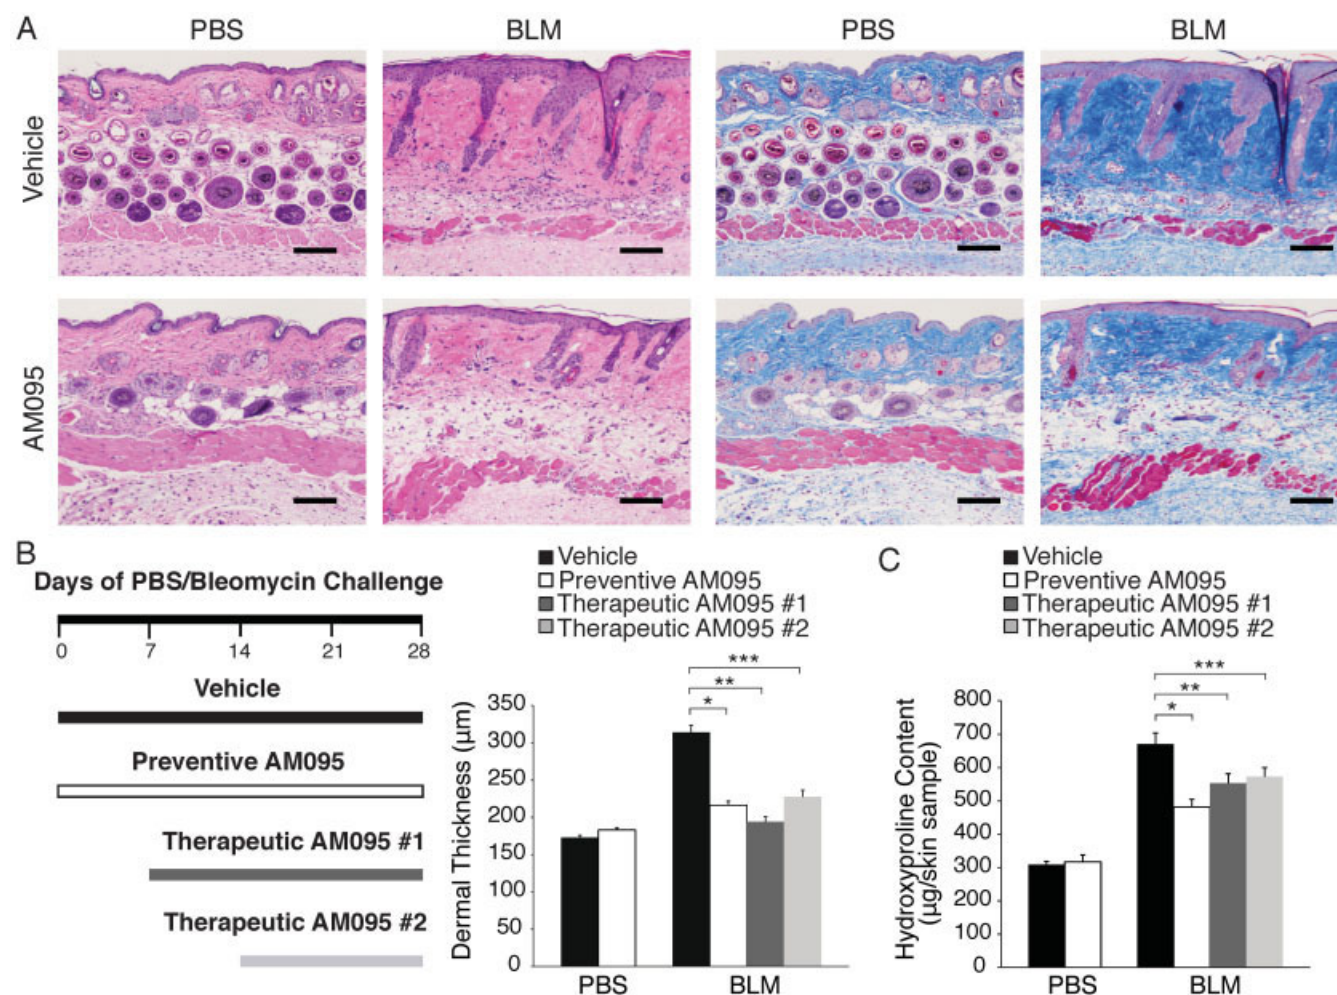 A
PBS
BLM
PBS
BLM
Vehicle
AM095
B
Days of PBS/Bleomycin Challenge
0 7 14 21 28
Vehicle
Preventive AM095
Therapeutic AM095 #1
Therapeutic AM095 #2
Vehicle
Preventive AM095
Therapeutic AM095 #1
Therapeutic AM095 #2
***
**
*
Dermal Thickness (µm)
350
300
250
200
150
100
50
0
PBS
BLM
C
Vehicle
Preventive AM095
Therapeutic AM095 #1
Therapeutic AM095 #2
***
**
*
Hydroxyproline Content
(µg/skin sample)
800
700
600
500
400
300
200
100
0
PBS
BLM